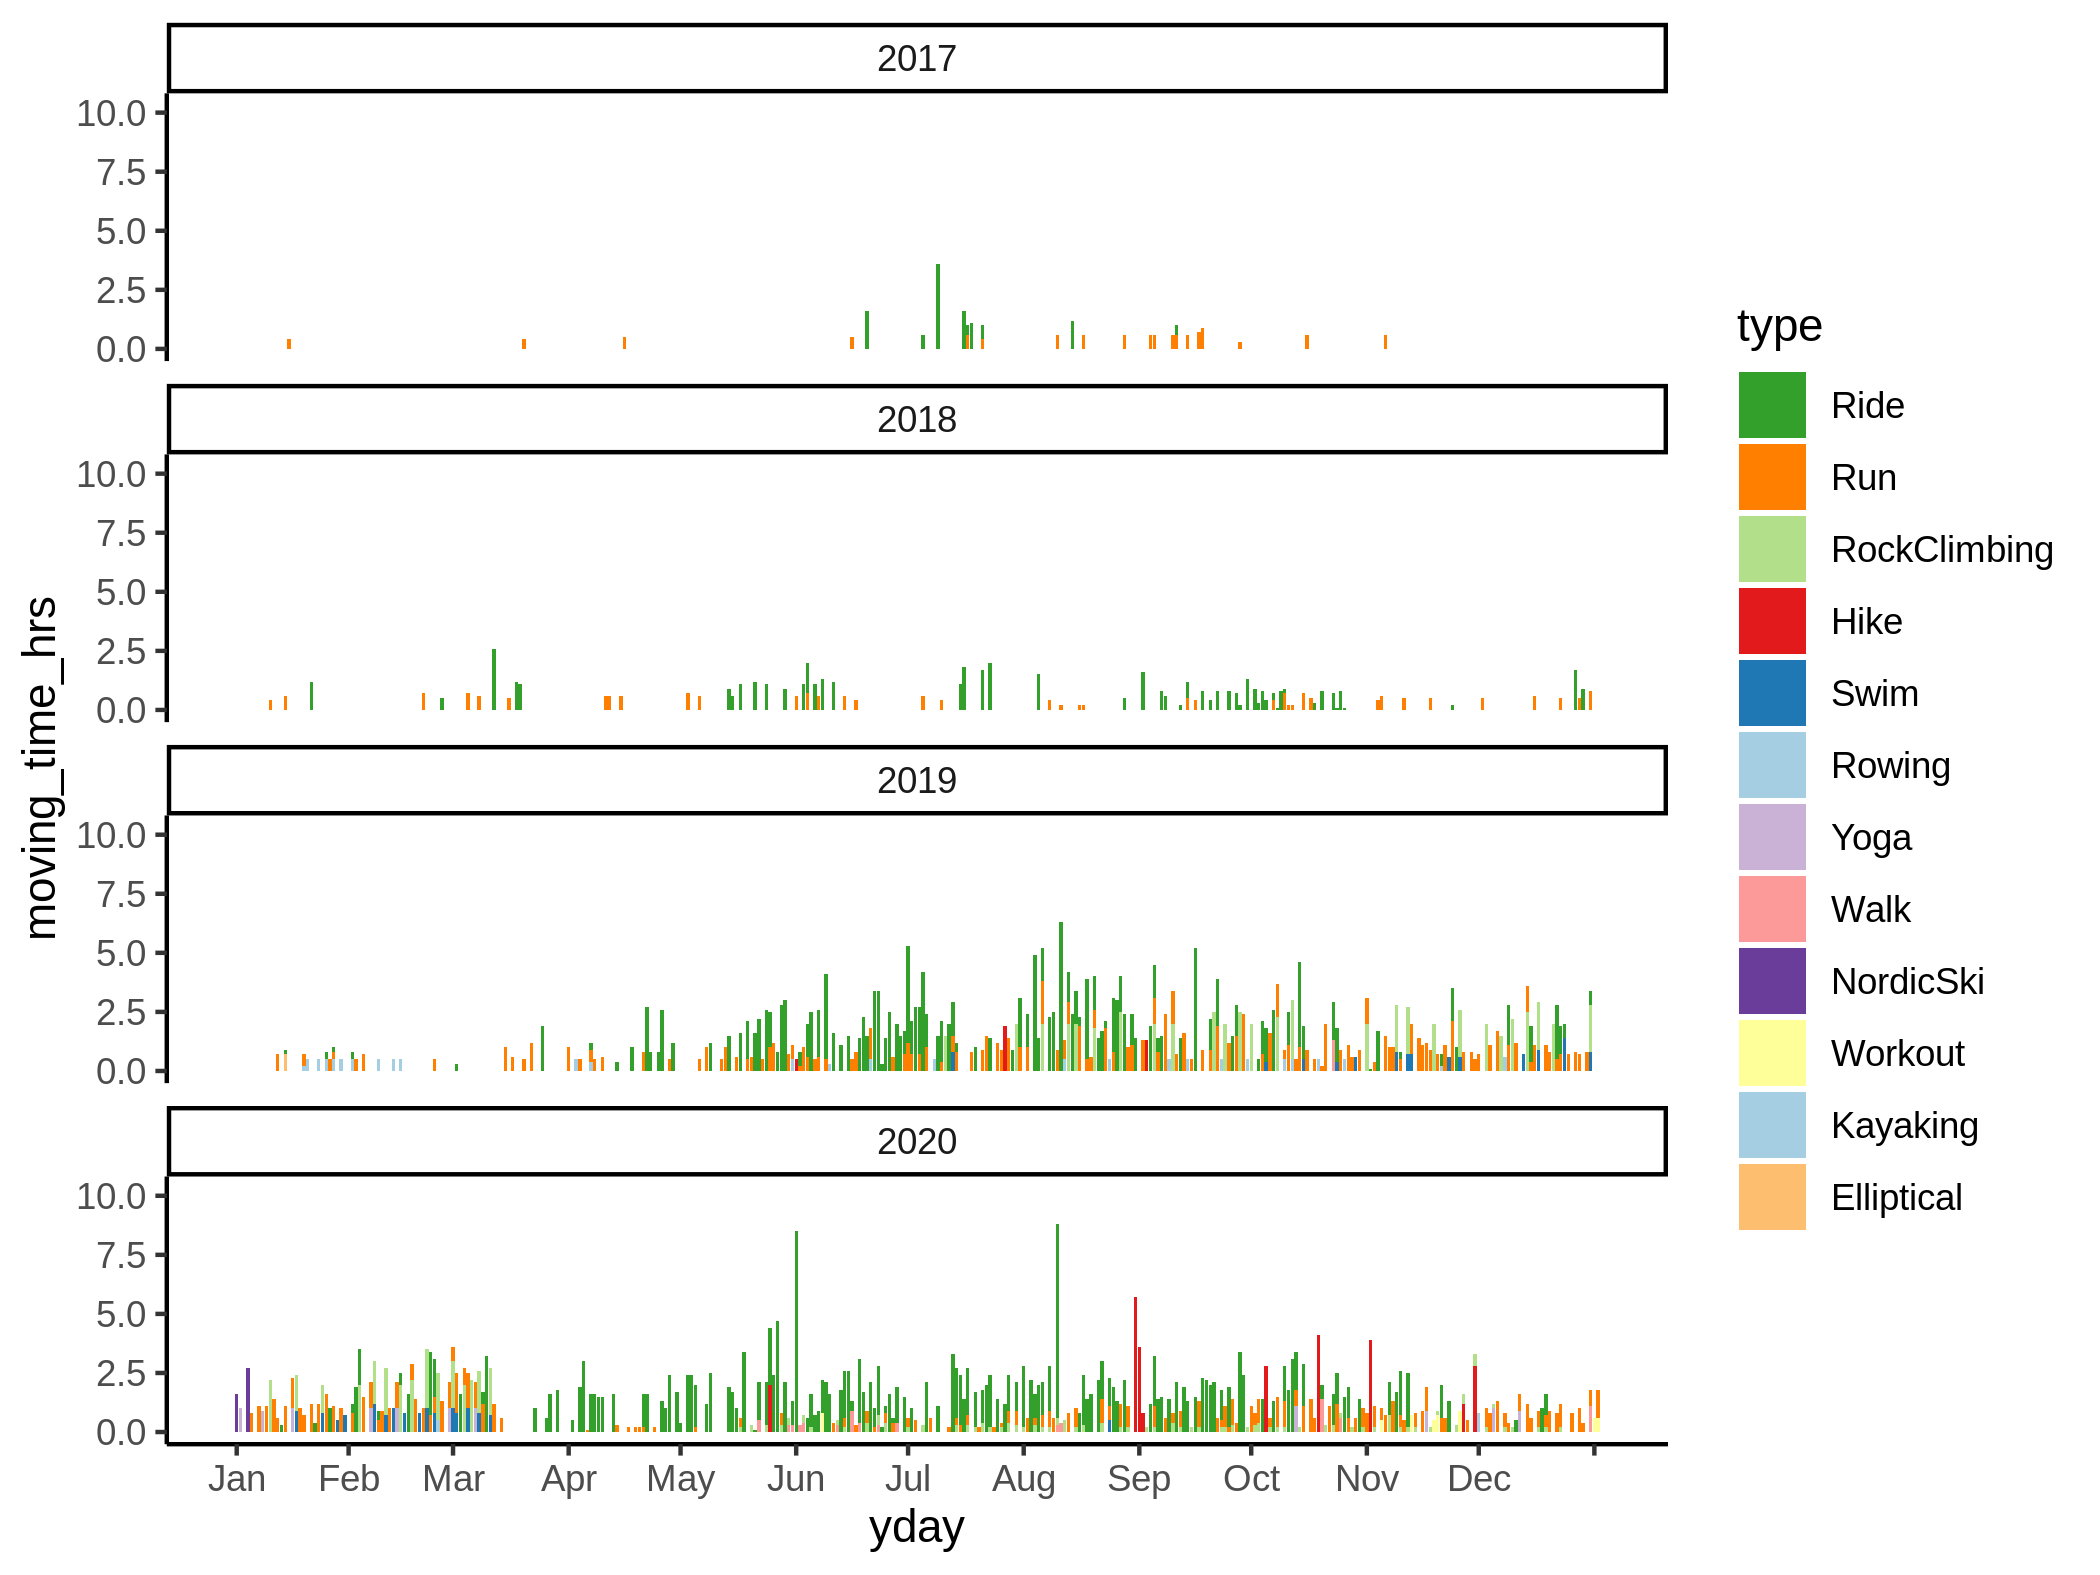 2017
10.0
7.5
5.0
2.5
0.0
2018
10.0
7.5
5.0
2.5
0.0
2019
10.0
7.5
5.0
2.5
0.0
2020
10.0
7.5
5.0
2.5
0.0
Jan Feb Mar Apr May Jun Jul Aug Sep Oct Nov Dec
yday
moving_time_hrs
type
Ride
Run
RockClimbing
Hike
Swim
Rowing
Yoga
Walk
NordicSki
Workout
Kayaking
Elliptical